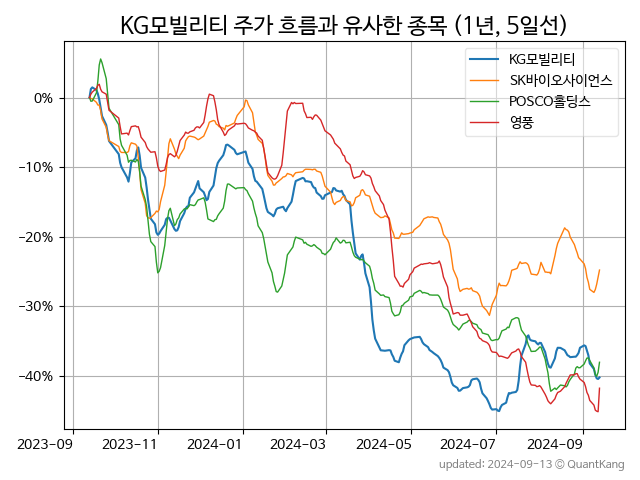 KG모빌리티 주가 흐름과 유사한 종목 (1년, 5일선)
KG모빌리티
SK바이오사이언스
POSCO홀딩스
영풍
0%
−10%
−20%
−30%
−40%
2023-09 2023-11 2024-01 2024-03 2024-05 2024-07 2024-09
updated: 2024-09-13 © QuantKang